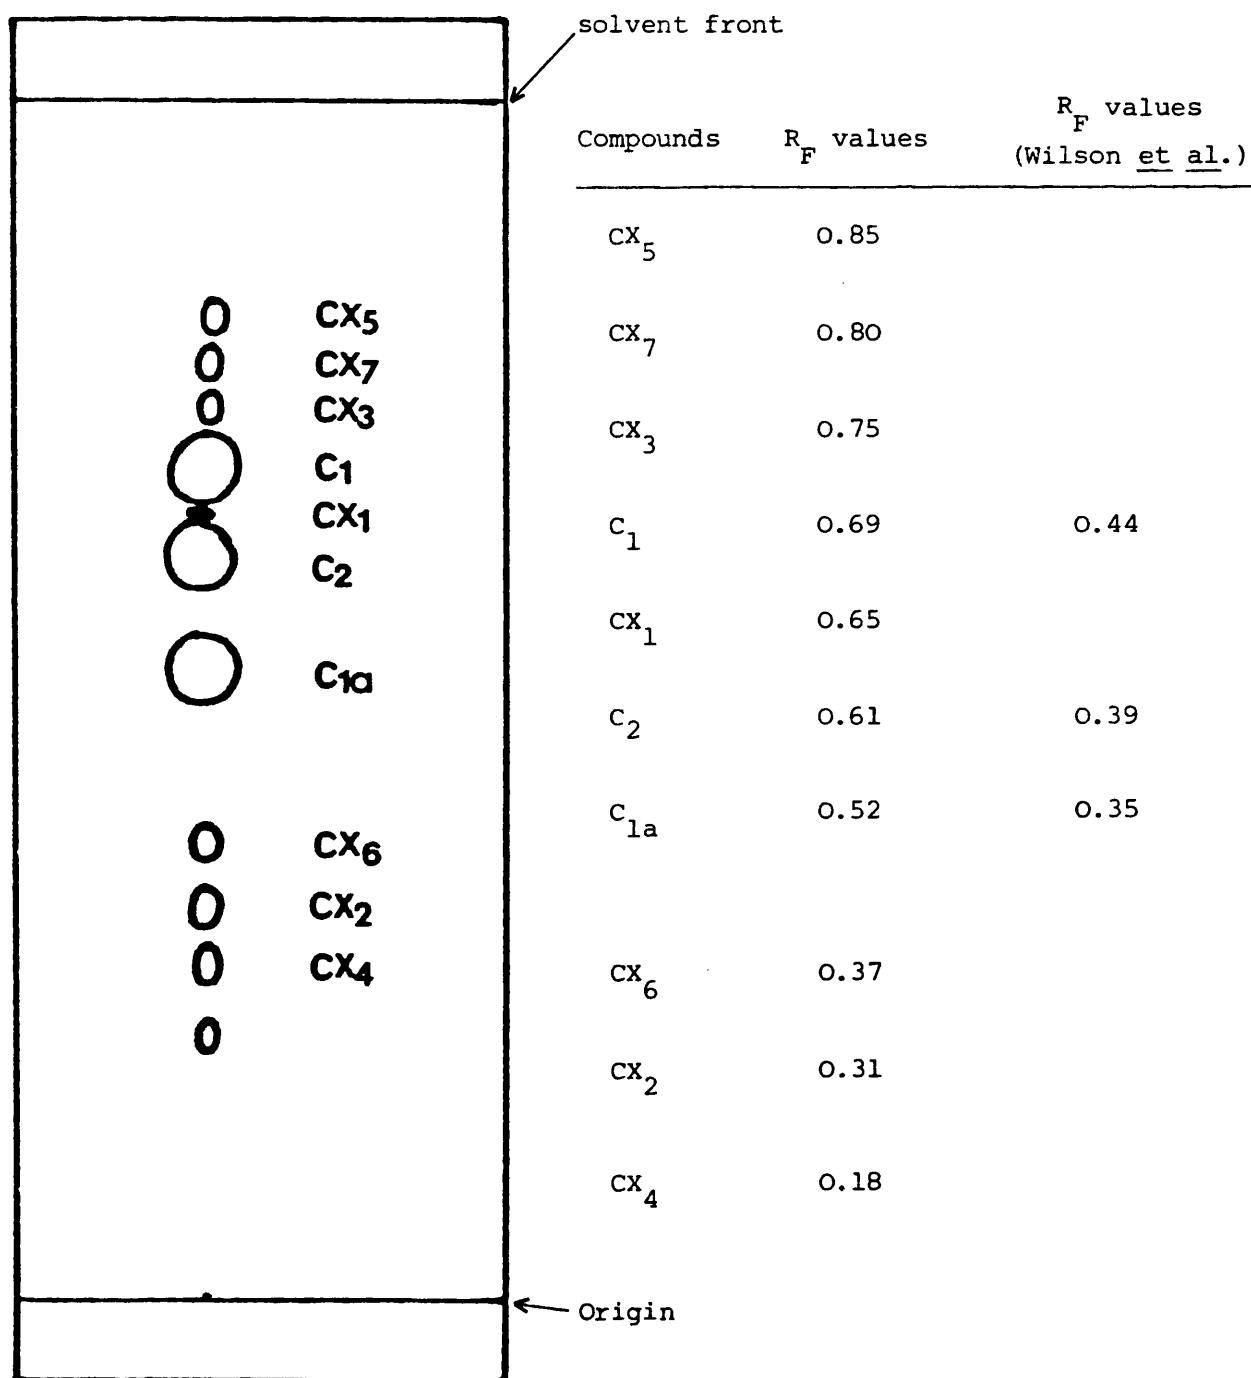 solvent front
Compounds R_F values R_F values (Wilson et al.)
CX5 0.85
CX7 0.80
CX3 0.75
C1 0.69 0.44
CX1 0.65
C2 0.61 0.39
C1a 0.52 0.35
CX6 0.37
CX2 0.31
CX4 0.18
CX5
CX7
CX3
C1
CX1
C2
C1a
CX6
CX2
CX4
Origin